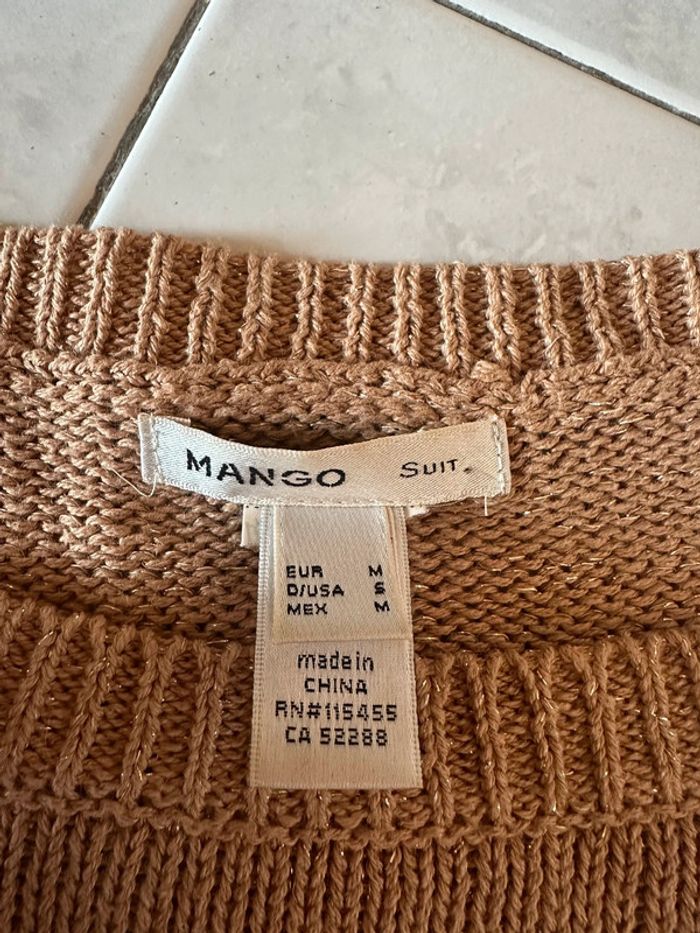 MANGO SUIT.
EUR M
D/USA S
MEX M
made in
CHINA
RN#115455
CA 52288